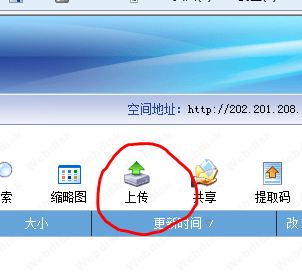 空间地址: http://202.201.208.
索 缩略图 上传 共享 提取码
大小 更新时间 改